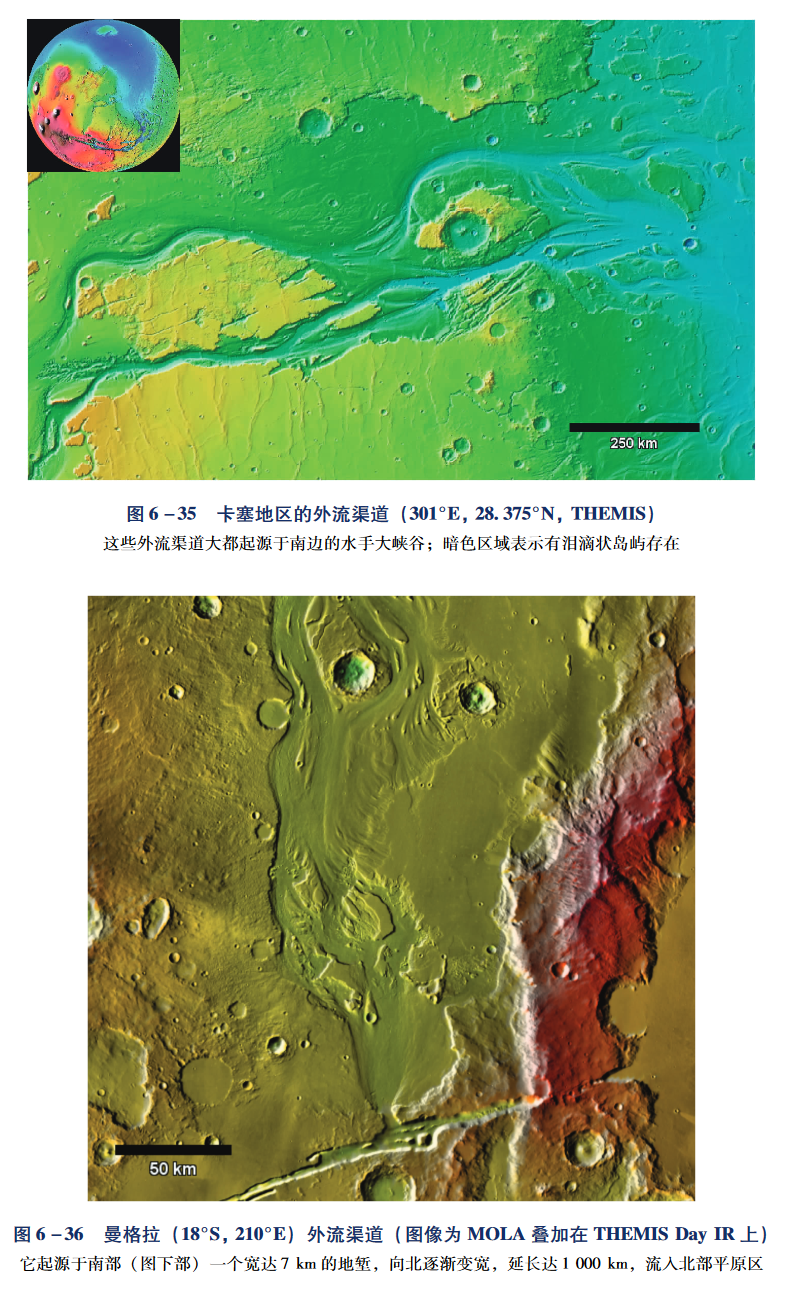 250 km
图 6-35 卡塞地区的外流渠道（301°E, 28.375°N, THEMIS）
这些外流渠道大都起源于南边的水手大峡谷；暗色区域表示有泪滴状岛屿存在
50 km
图 6-36 曼格拉（18°S, 210°E）外流渠道（图像为 MOLA 叠加在 THEMIS Day IR 上）
它起源于南部（图下部）一个宽达 7 km 的地堑，向北逐渐变宽，延长达 1 000 km，流入北部平原区